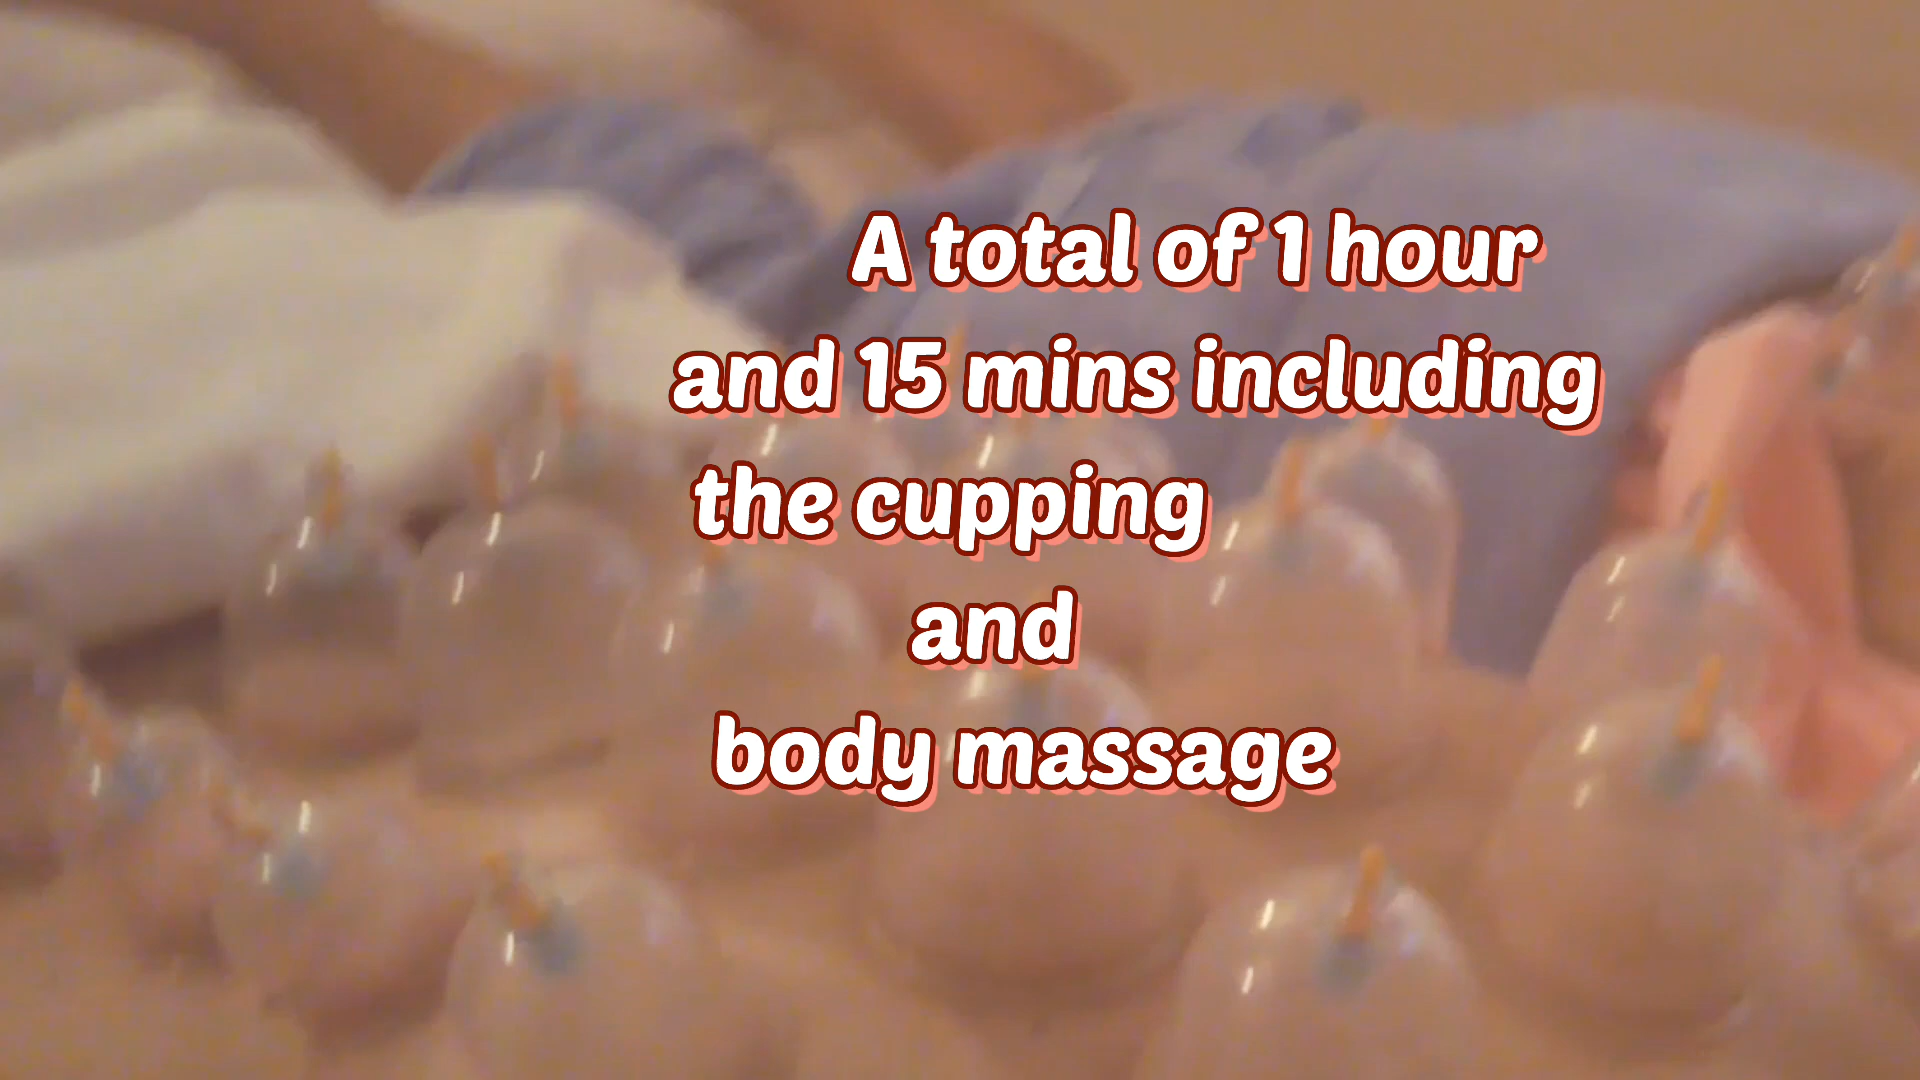 A total of 1 hour
and 15 mins including
the cupping
and
body massage